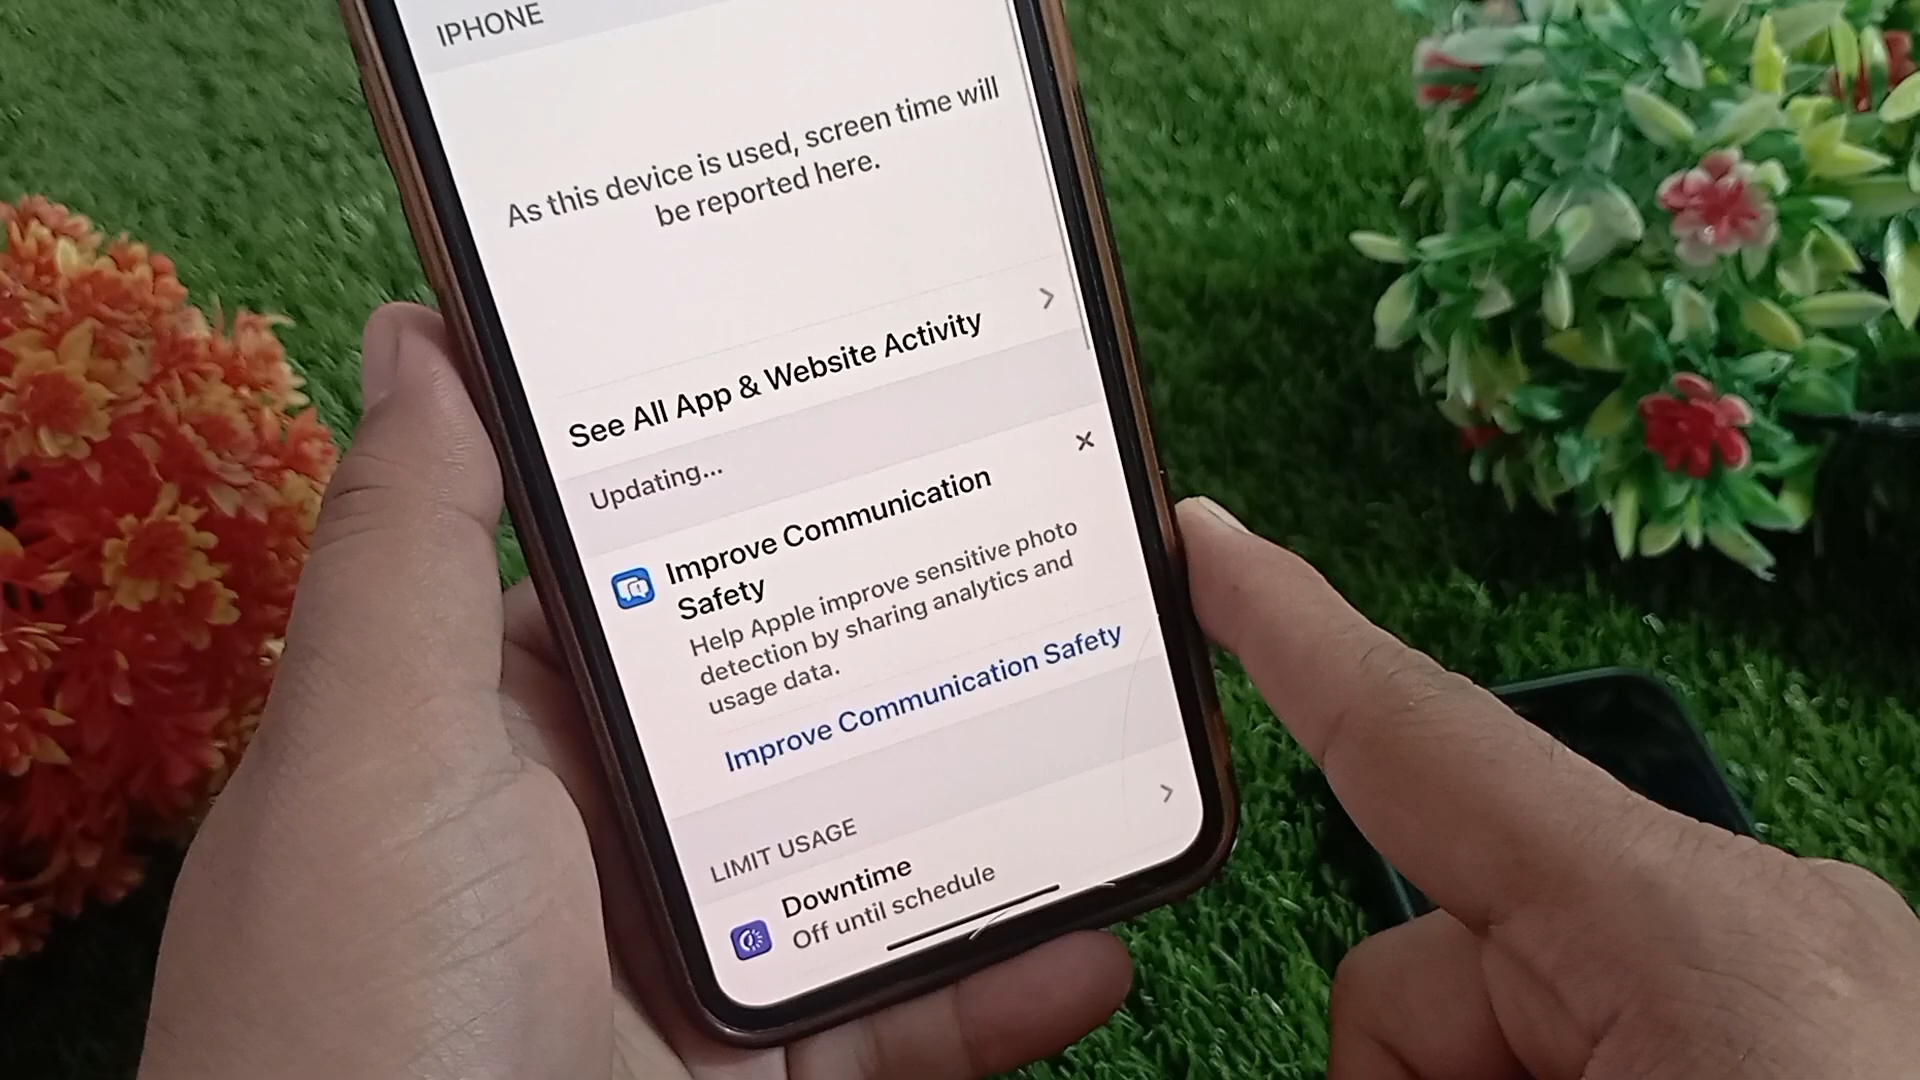 IPHONE
As this device is used, screen time will
be reported here.
See All App & Website Activity
Updating...
Improve Communication
Safety
Help Apple improve sensitive photo
detection by sharing analytics and
usage data.
Improve Communication Safety
LIMIT USAGE
Downtime
Off until schedule